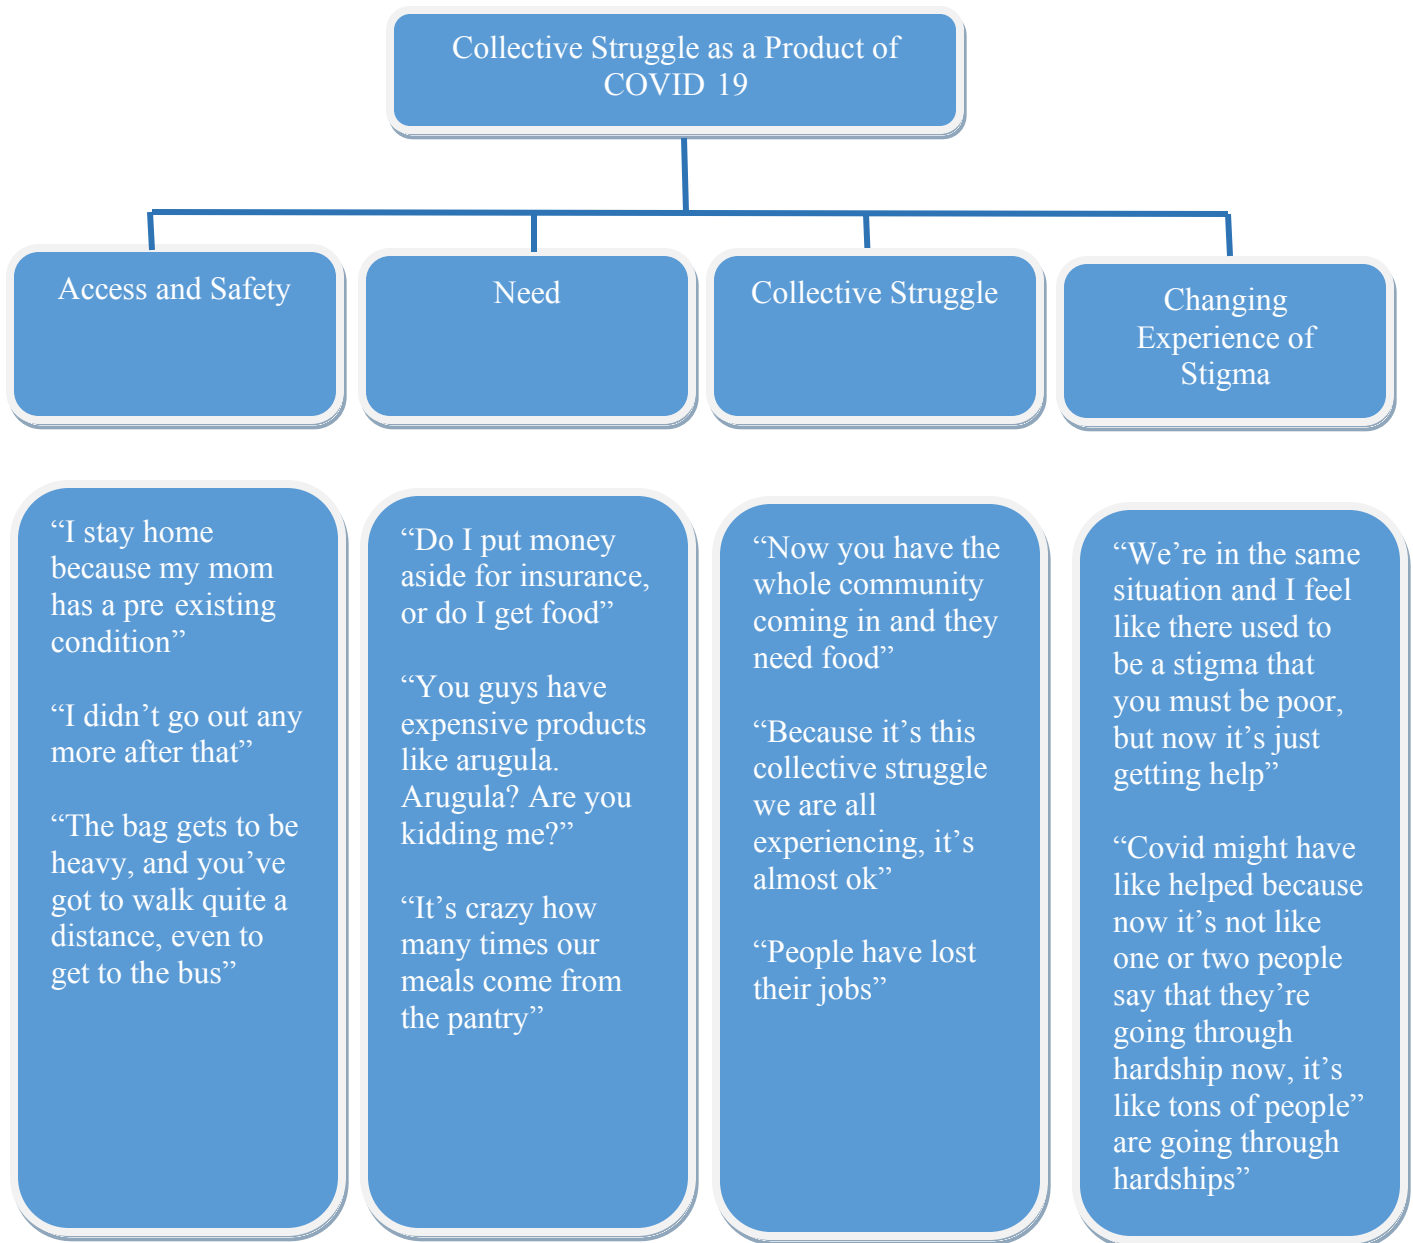 Collective Struggle as a Product of
COVID 19
Access and Safety
Need
Collective Struggle
Changing
Experience of
Stigma
“I stay home
because my mom
has a pre existing
condition”
“I didn’t go out any
more after that”
“The bag gets to be
heavy, and you’ve
got to walk quite a
distance, even to
get to the bus”
“Do I put money
aside for insurance,
or do I get food”
“You guys have
expensive products
like arugula.
Arugula? Are you
kidding me?”
“It’s crazy how
many times our
meals come from
the pantry”
“Now you have the
whole community
coming in and they
need food”
“Because it’s this
collective struggle
we are all
experiencing, it’s
almost ok”
“People have lost
their jobs”
“We’re in the same
situation and I feel
like there used to
be a stigma that
you must be poor,
but now it’s just
getting help”
“Covid might have
like helped because
now it’s not like
one or two people
say that they’re
going through
hardship now, it’s
like tons of people”
are going through
hardships”